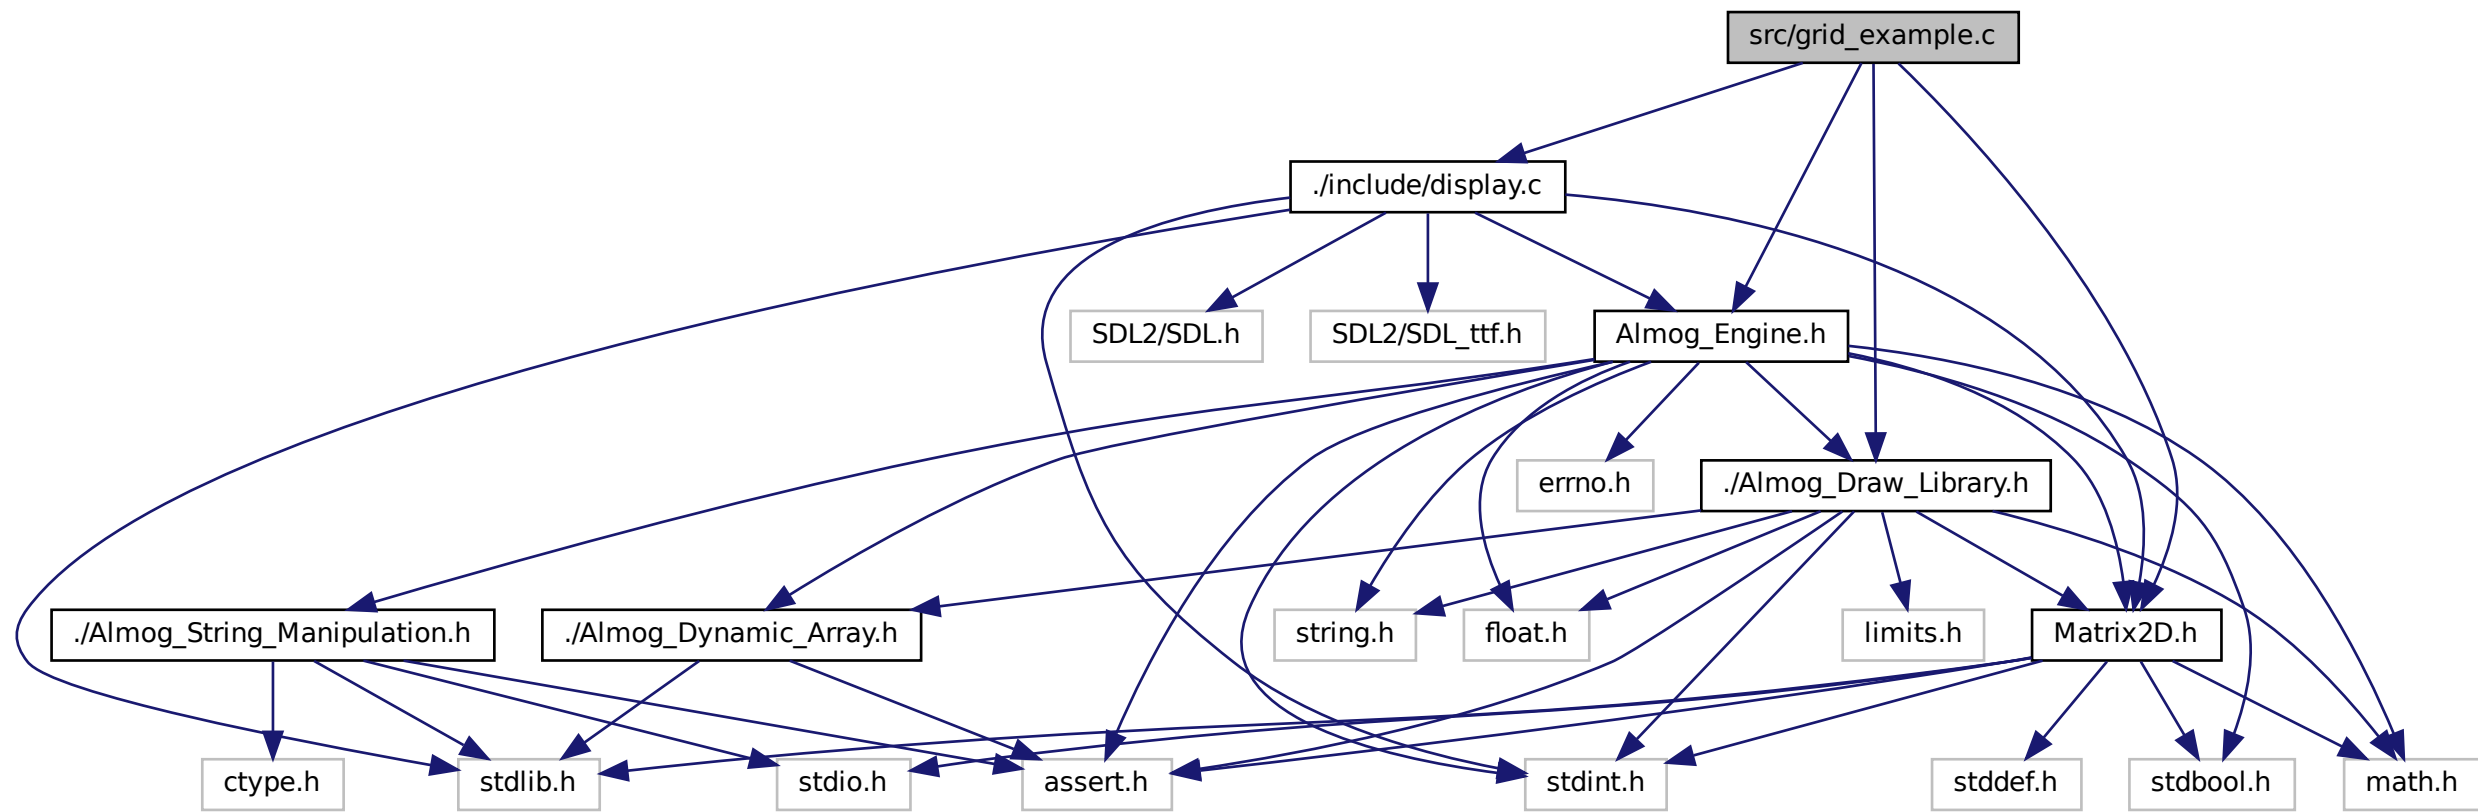 src/grid_example.c
./include/display.c
SDL2/SDL.h
SDL2/SDL_ttf.h
Almog_Engine.h
errno.h
./Almog_Draw_Library.h
./Almog_String_Manipulation.h
./Almog_Dynamic_Array.h
string.h
float.h
limits.h
Matrix2D.h
ctype.h
stdlib.h
stdio.h
assert.h
stdint.h
stddef.h
stdbool.h
math.h